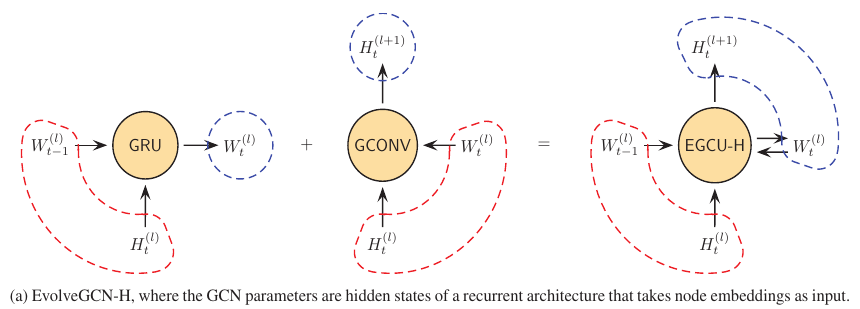 H_t^{(l+1)} H_t^{(l+1)}
W_{t-1}^{(l)} GRU W_t^{(l)} + GCONV W_t^{(l)} = W_{t-1}^{(l)} EGCU-H W_t^{(l)}
H_t^{(l)} H_t^{(l)} H_t^{(l)}
(a) EvolveGCN-H, where the GCN parameters are hidden states of a recurrent architecture that takes node embeddings as input.